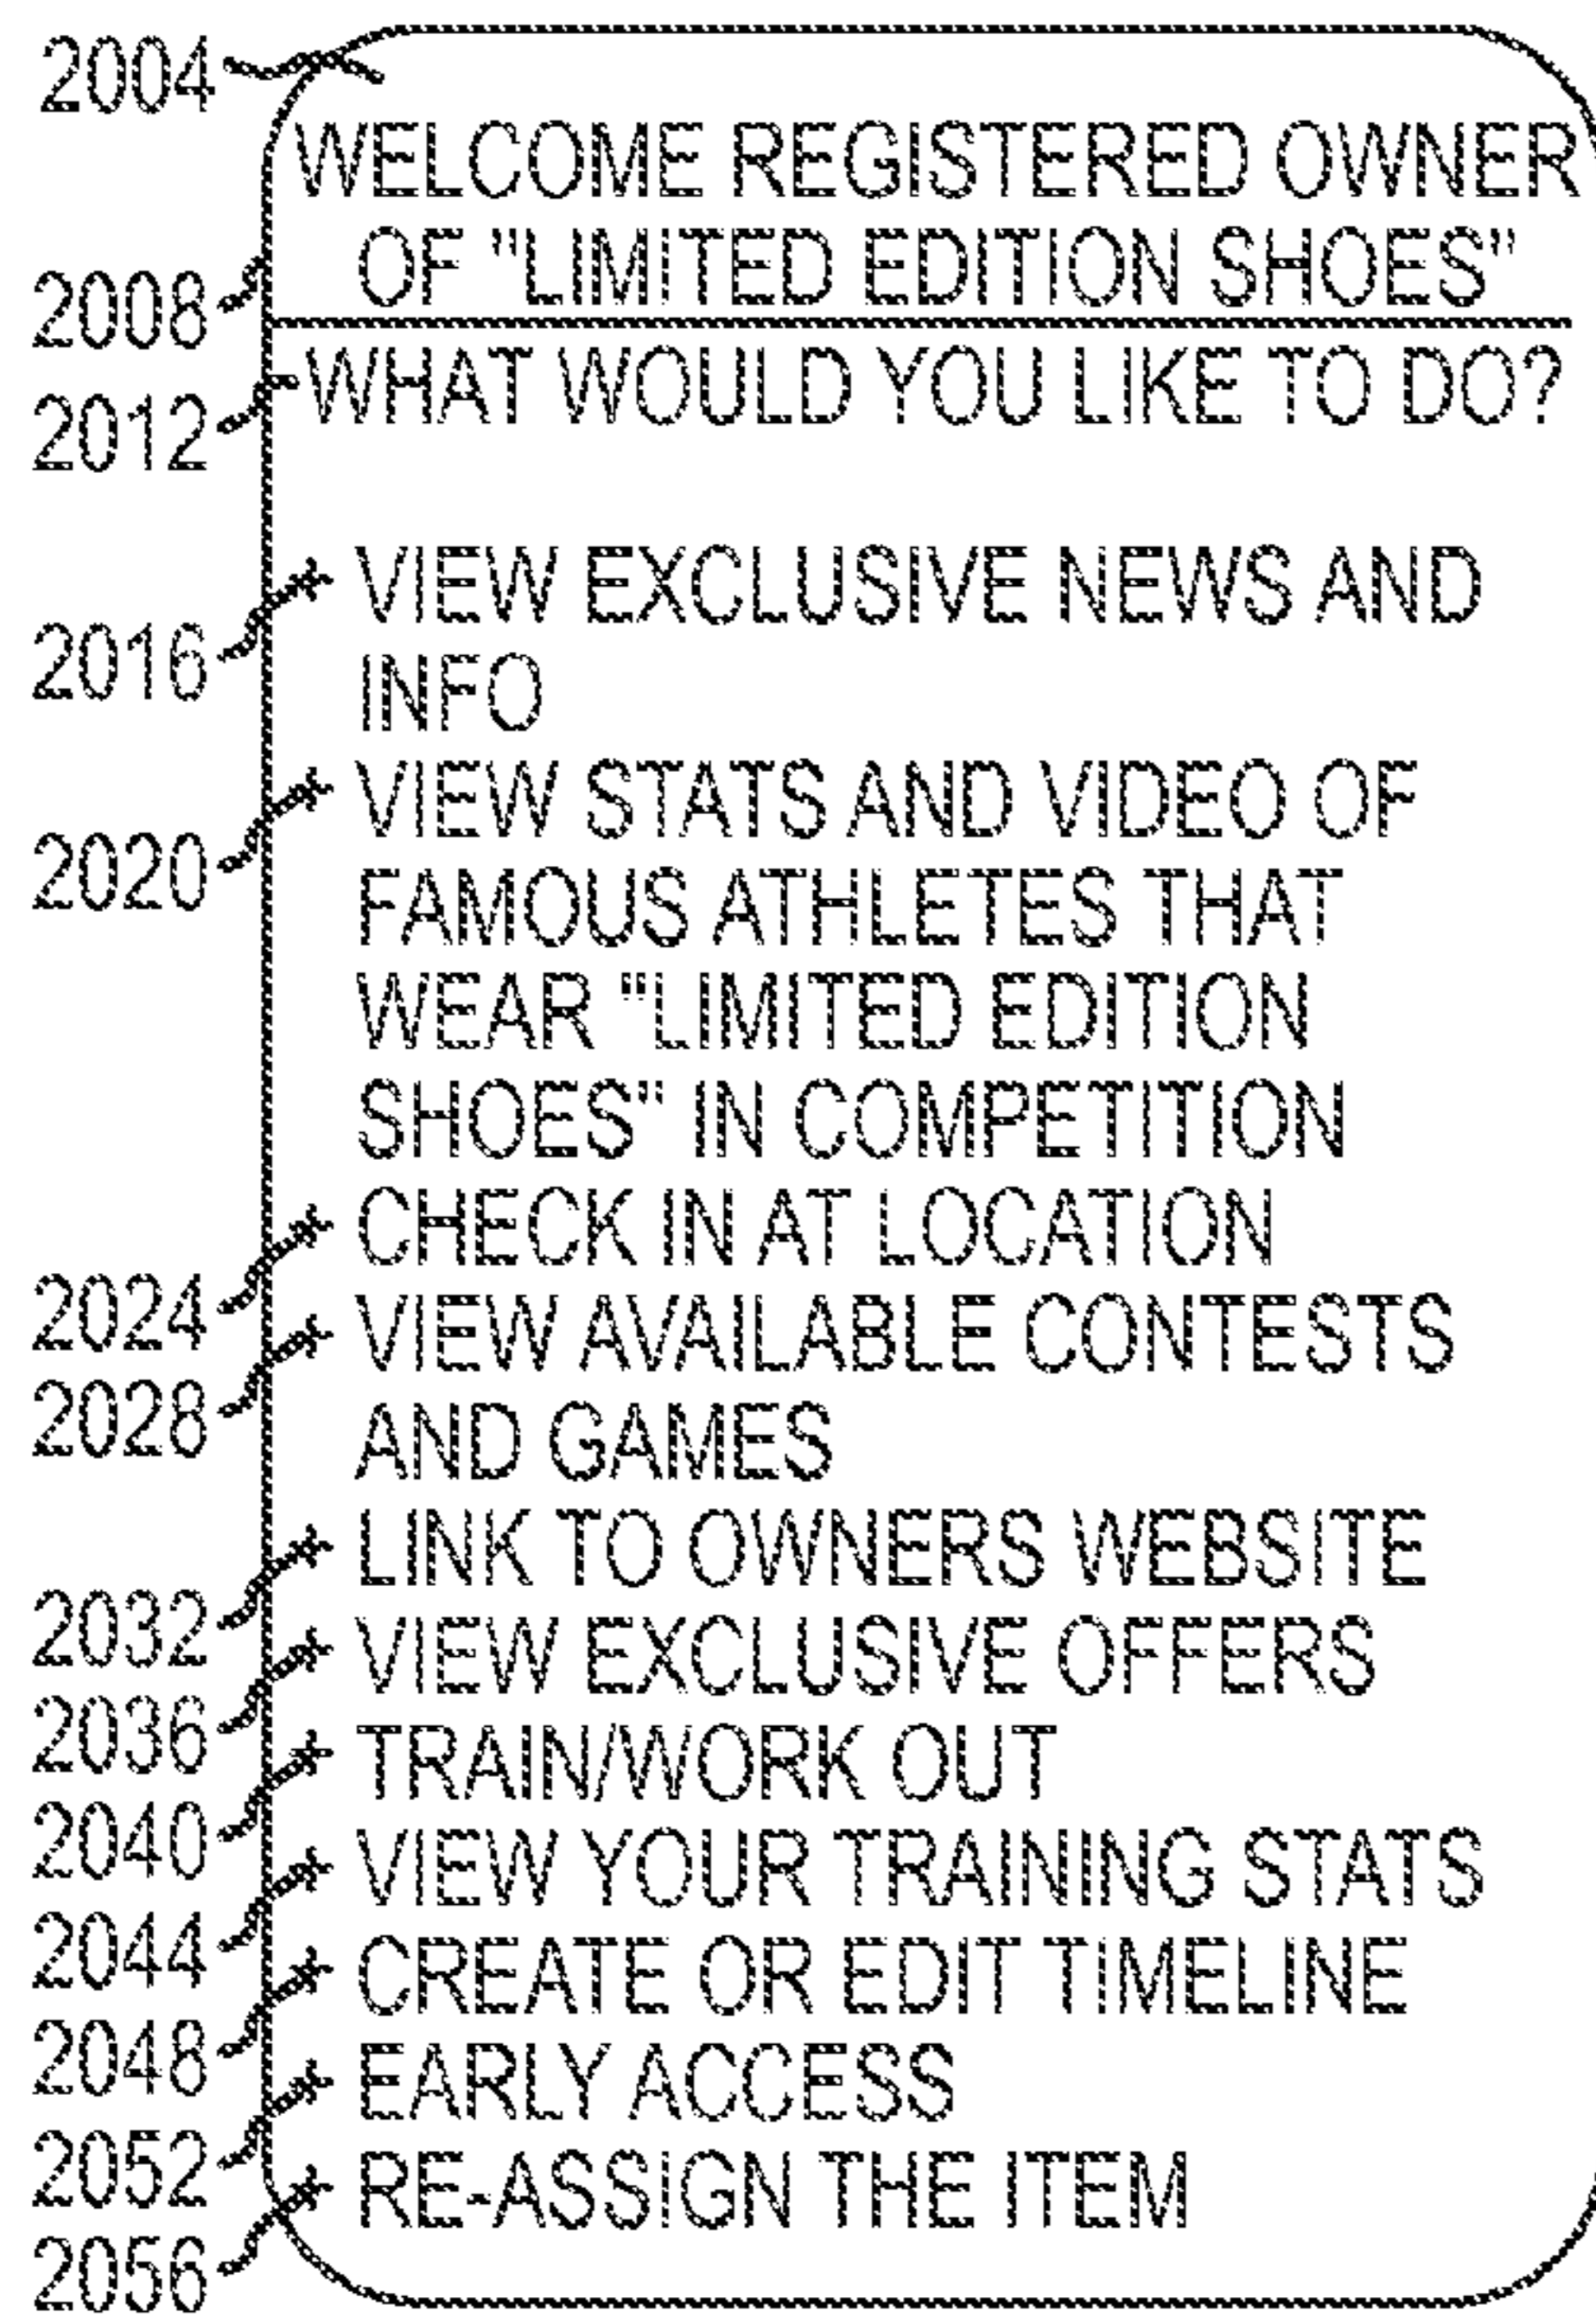 2004
WELCOME REGISTERED OWNER
OF "LIMITED EDITION SHOES"
2008
WHAT WOULD YOU LIKE TO DO?
2012
VIEW EXCLUSIVE NEWS AND
2016
INFO
VIEW STATS AND VIDEO OF
2020
FAMOUS ATHLETES THAT
WEAR "LIMITED EDITION
SHOES" IN COMPETITION
CHECK IN AT LOCATION
2024
VIEW AVAILABLE CONTESTS
2028
AND GAMES
LINK TO OWNERS WEBSITE
2032
VIEW EXCLUSIVE OFFERS
2036
TRAIN/WORK OUT
2040
VIEW YOUR TRAINING STATS
2044
CREATE OR EDIT TIMELINE
2048
EARLY ACCESS
2052
RE-ASSIGN THE ITEM
2056